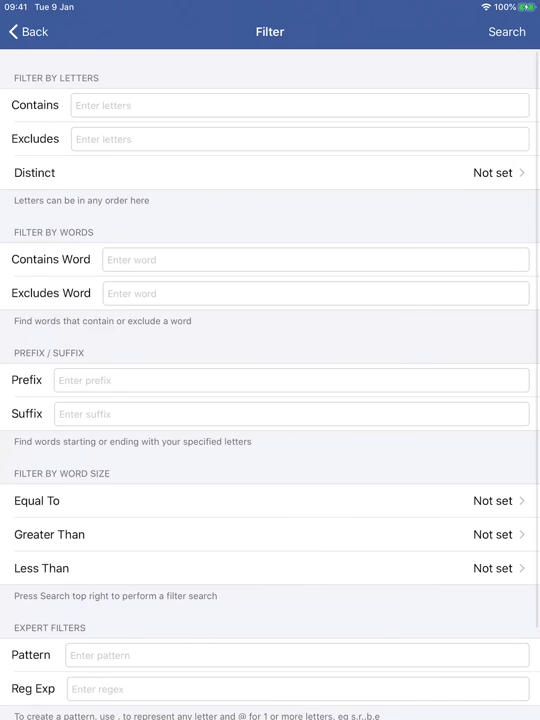 09:41 Tue 9 Jan 100%
Back Filter Search
FILTER BY LETTERS
Contains Enter letters
Excludes Enter letters
Distinct Not set
Letters can be in any order here
FILTER BY WORDS
Contains Word Enter word
Excludes Word Enter word
Find words that contain or exclude a word
PREFIX / SUFFIX
Prefix Enter prefix
Suffix Enter suffix
Find words starting or ending with your specified letters
FILTER BY WORD SIZE
Equal To Not set
Greater Than Not set
Less Than Not set
Press Search top right to perform a filter search
EXPERT FILTERS
Pattern Enter pattern
Reg Exp Enter regex
To create a pattern, use . to represent any letter and @ for 1 or more letters, eg s.r..b.e